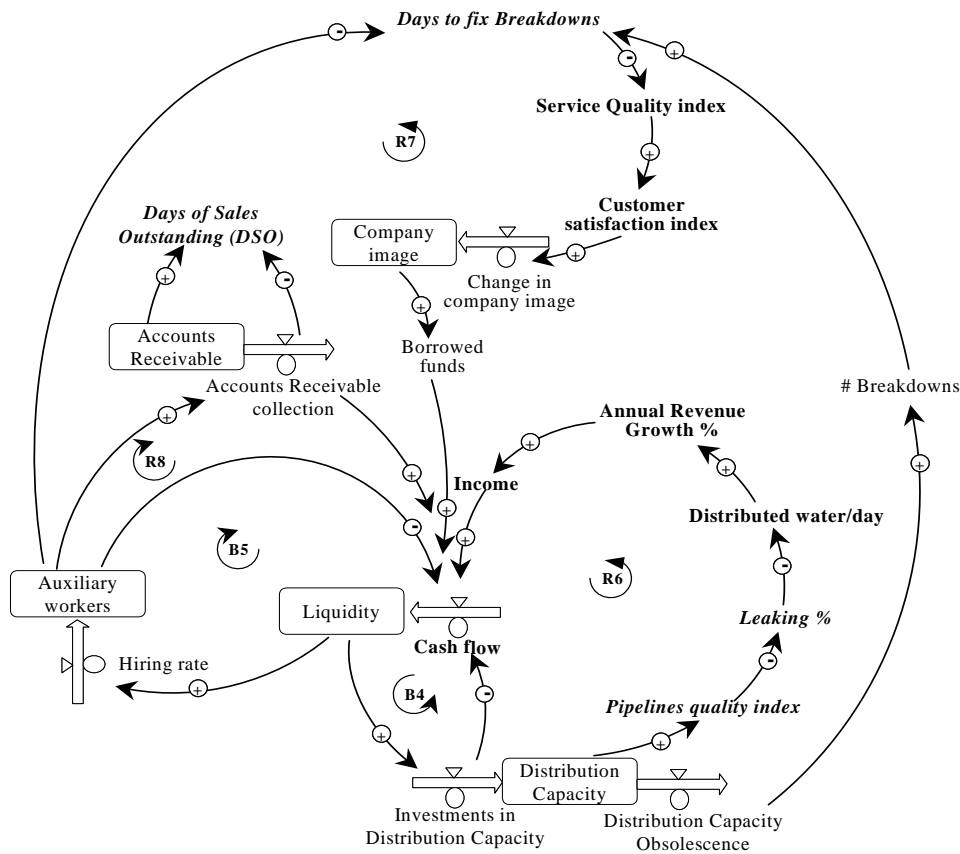 Days to fix Breakdowns
-
+
-
Service Quality index
R7
+
Customer
satisfaction index
Days of Sales
Outstanding (DSO)
Company
image
+
Change in
company image
+
-
+
Accounts
Receivable
Borrowed
funds
Accounts Receivable
collection
# Breakdowns
Annual Revenue
Growth %
+
+
R8
+
+
+
Income
+
Distributed water/day
-
+
+
B5
-
R6
Auxiliary
workers
Liquidity
Leaking %
Cash flow
-
Hiring rate
+
B4
-
Pipelines quality index
+
+
Distribution
Capacity
Investments in
Distribution Capacity
Distribution Capacity
Obsolescence